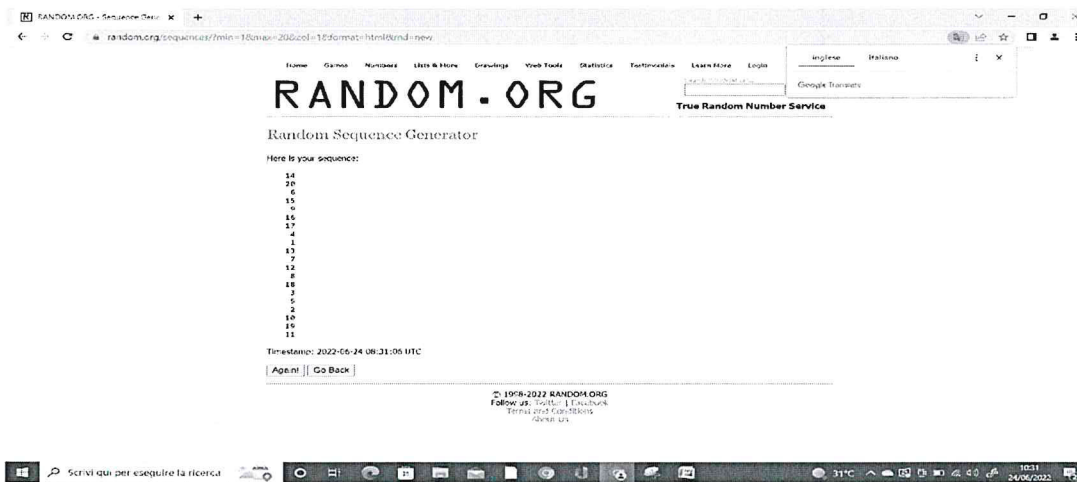 RANDOM.ORG - Sequence Gene
random.org/sequences/?min=1&max=20&col=1&format=html&rnd=new
inglese Italiano
Google Translate
Home Games Numbers Lists & More Drawings Web Tools Statistics Testimonials Learn More Login
RANDOM.ORG
True Random Number Service
Random Sequence Generator
Here is your sequence:
14
20
6
15
9
16
17
4
1
13
7
12
8
18
3
5
2
10
19
11
Timestamp: 2022-06-24 08:31:06 UTC
Again! Go Back
© 1998-2022 RANDOM.ORG
Follow us: Twitter | Facebook
Terms and Conditions
About Us
Scrivi qui per eseguire la ricerca
31°C
10:31
24/06/2022